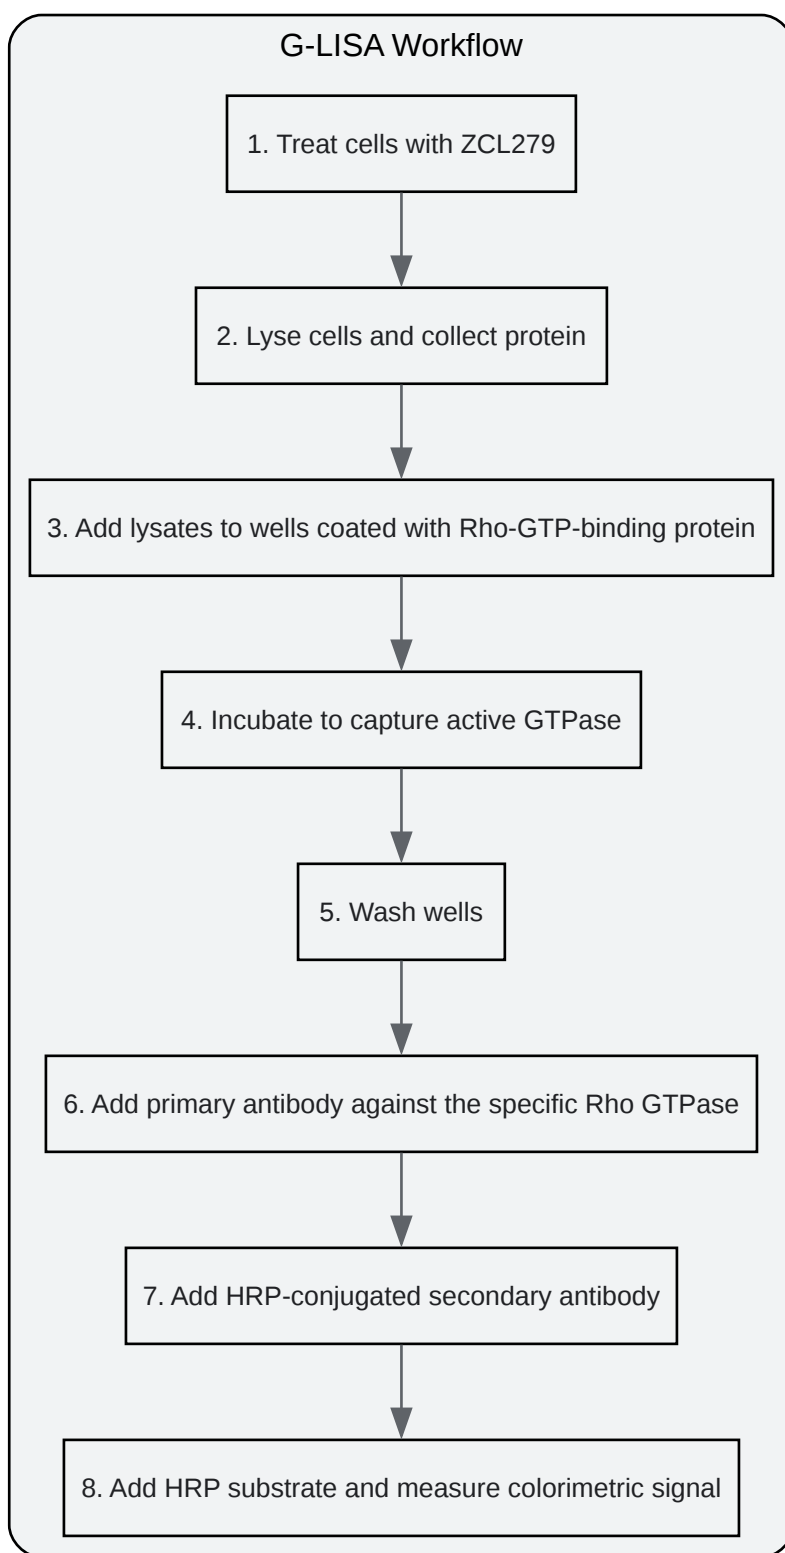 G-LISA Workflow
1. Treat cells with ZCL279
2. Lyse cells and collect protein
3. Add lysates to wells coated with Rho-GTP-binding protein
4. Incubate to capture active GTPase
5. Wash wells
6. Add primary antibody against the specific Rho GTPase
7. Add HRP-conjugated secondary antibody
8. Add HRP substrate and measure colorimetric signal